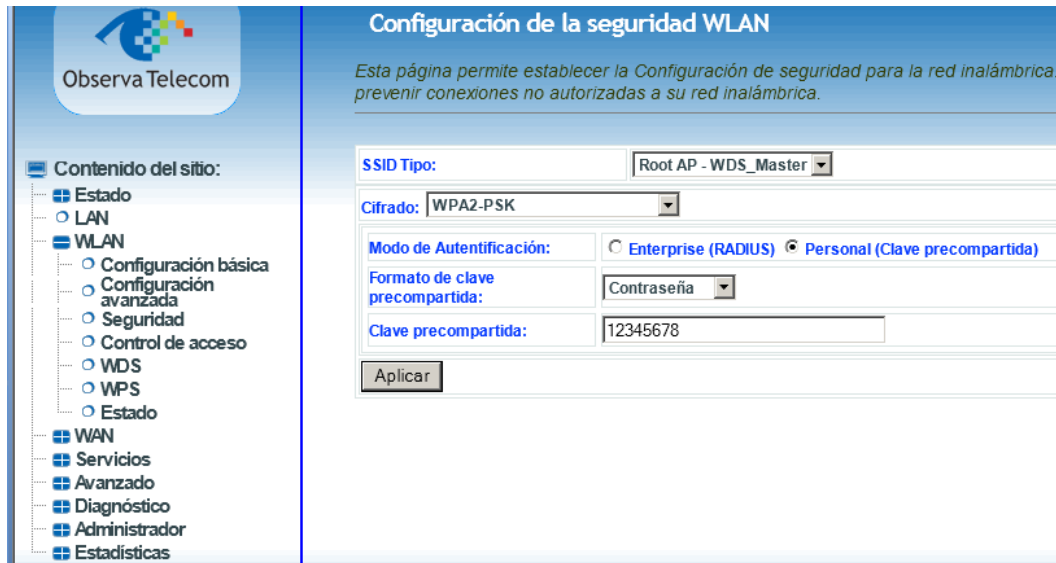 Observa Telecom
Contenido del sitio:
Estado
LAN
WLAN
Configuración básica
Configuración
avanzada
Seguridad
Control de acceso
WDS
WPS
Estado
WAN
Servicios
Avanzado
Diagnóstico
Administrador
Estadísticas
Configuración de la seguridad WLAN
Esta página permite establecer la Configuración de seguridad para la red inalámbrica.
prevenir conexiones no autorizadas a su red inalámbrica.
SSID Tipo: Root AP - WDS_Master
Cifrado: WPA2-PSK
Modo de Autentificación: Enterprise (RADIUS) Personal (Clave precompartida)
Formato de clave
precompartida: Contraseña
Clave precompartida: 12345678
Aplicar